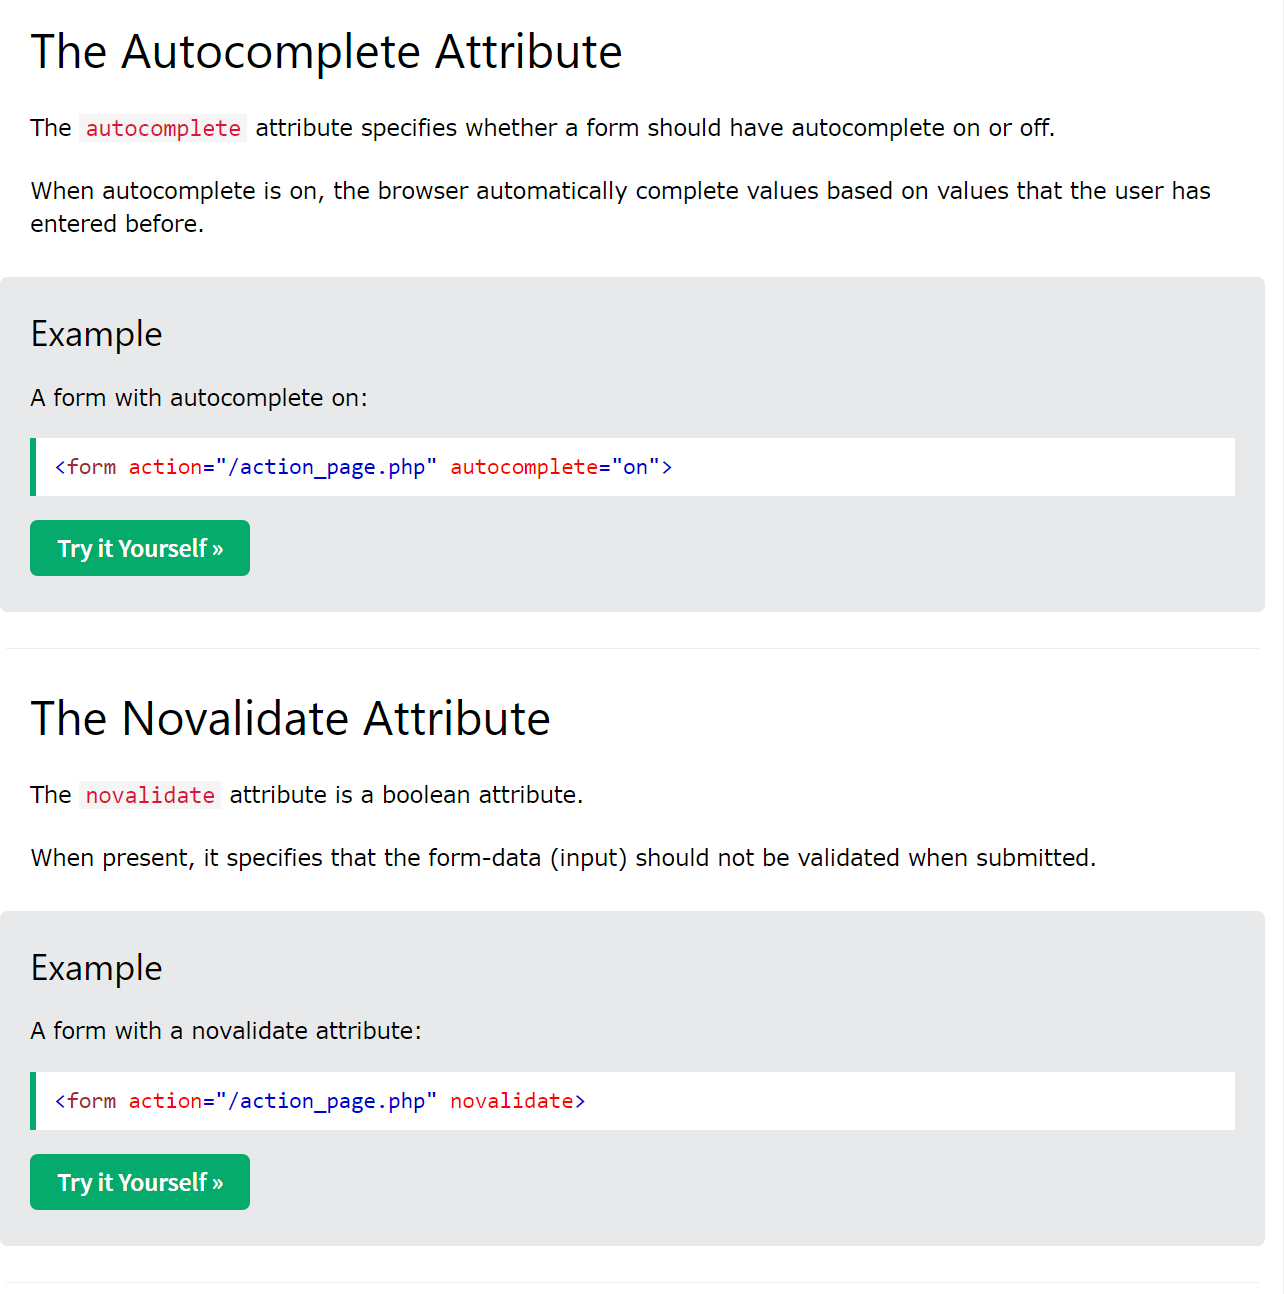 The Autocomplete Attribute
The autocomplete attribute specifies whether a form should have autocomplete on or off.
When autocomplete is on, the browser automatically complete values based on values that the user has
entered before.
Example
A form with autocomplete on:
<form action="/action_page.php" autocomplete="on">
Try it Yourself »
The Novalidate Attribute
The novalidate attribute is a boolean attribute.
When present, it specifies that the form-data (input) should not be validated when submitted.
Example
A form with a novalidate attribute:
<form action="/action_page.php" novalidate>
Try it Yourself »